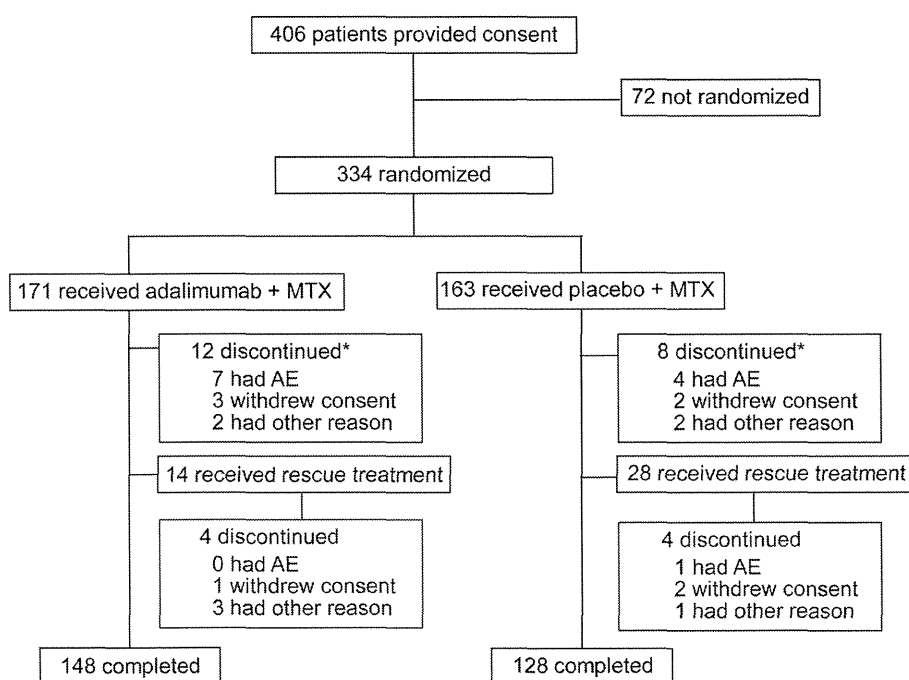 406 patients provided consent
72 not randomized
334 randomized
171 received adalimumab + MTX
163 received placebo + MTX
12 discontinued*
7 had AE
3 withdrew consent
2 had other reason
8 discontinued*
4 had AE
2 withdrew consent
2 had other reason
14 received rescue treatment
28 received rescue treatment
4 discontinued
0 had AE
1 withdrew consent
3 had other reason
4 discontinued
1 had AE
2 withdrew consent
1 had other reason
148 completed
128 completed